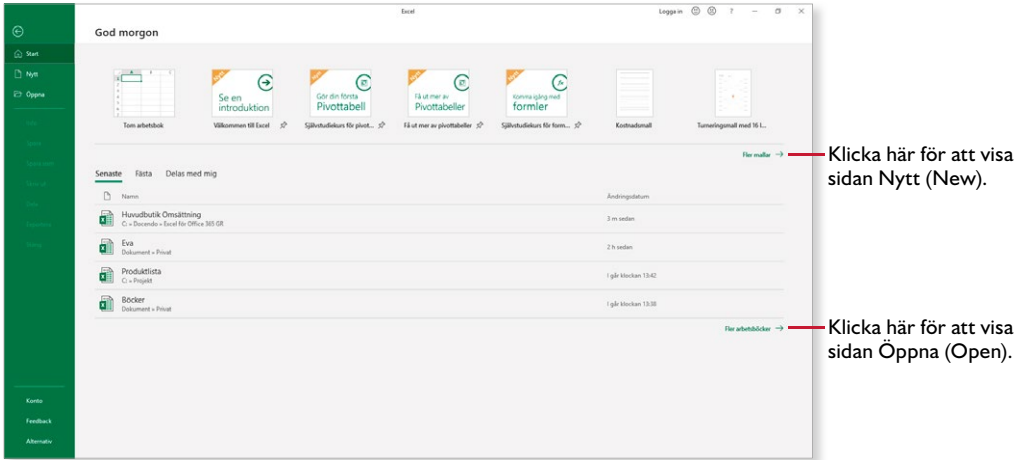 Excel
Logga in
?
God morgon
Start
Nytt
Öppna
Nytt
Se en
introduktion
Nytt
Gör din första
Pivottabell
Nytt
Få ut mer av
Pivottabeller
Nytt
Komma igång med
formler
Tom arbetsbok
Välkommen till Excel
Självstudiekurs för pivot...
Få ut mer av pivottabeller
Självstudiekurs för form...
Kostnadsmall
Turneringsmall med 16 l...
Fler mallar
Klicka här för att visa
sidan Nytt (New).
Senaste Fästa Delas med mig
Namn Ändringsdatum
Huvudbutik Omsättning
C: » Docendo » Excel för Office 365 GR
3 m sedan
Eva
Dokument » Privat
2 h sedan
Produktlista
C: » Projekt
I går klockan 13:42
Böcker
Dokument » Privat
I går klockan 13:38
Fler arbetsböcker
Klicka här för att visa
sidan Öppna (Open).
Konto
Feedback
Alternativ